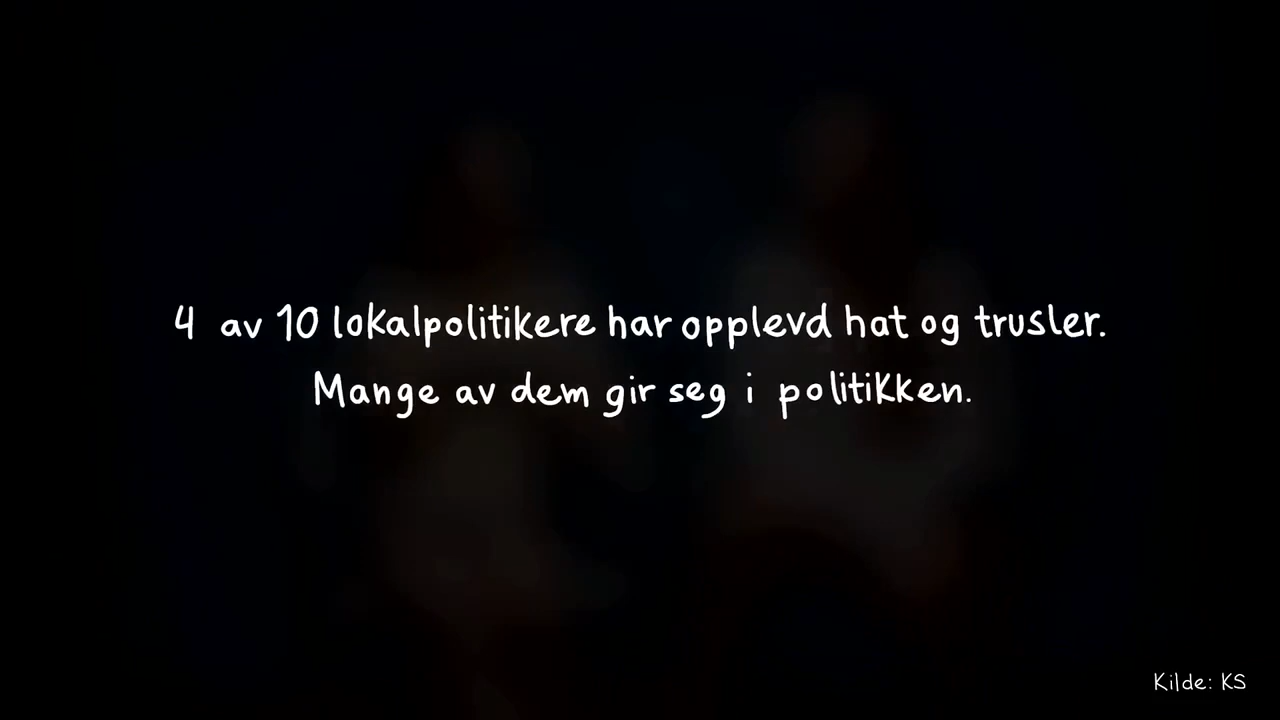 4 av 10 lokalpolitikere har opplevd hat og trusler.
Mange av dem gir seg i politikken.
Kilde: KS